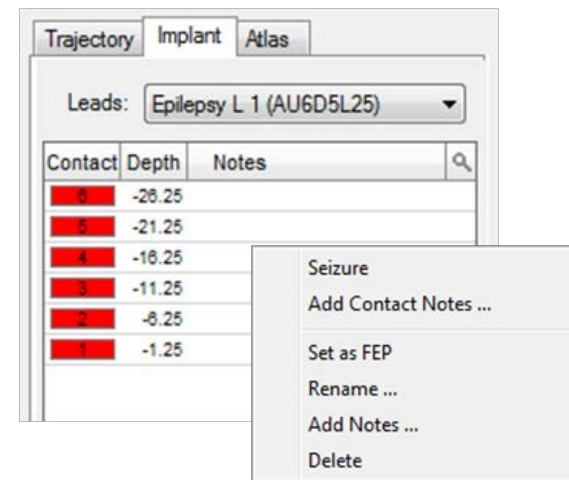 Trajectory Implant Atlas
Leads: Epilepsy L 1 (AU6D5L25)
Contact Depth Notes
6 -26.25
5 -21.25
4 -16.25
3 -11.25
2 -6.25
1 -1.25
Seizure
Add Contact Notes ...
Set as FEP
Rename ...
Add Notes ...
Delete